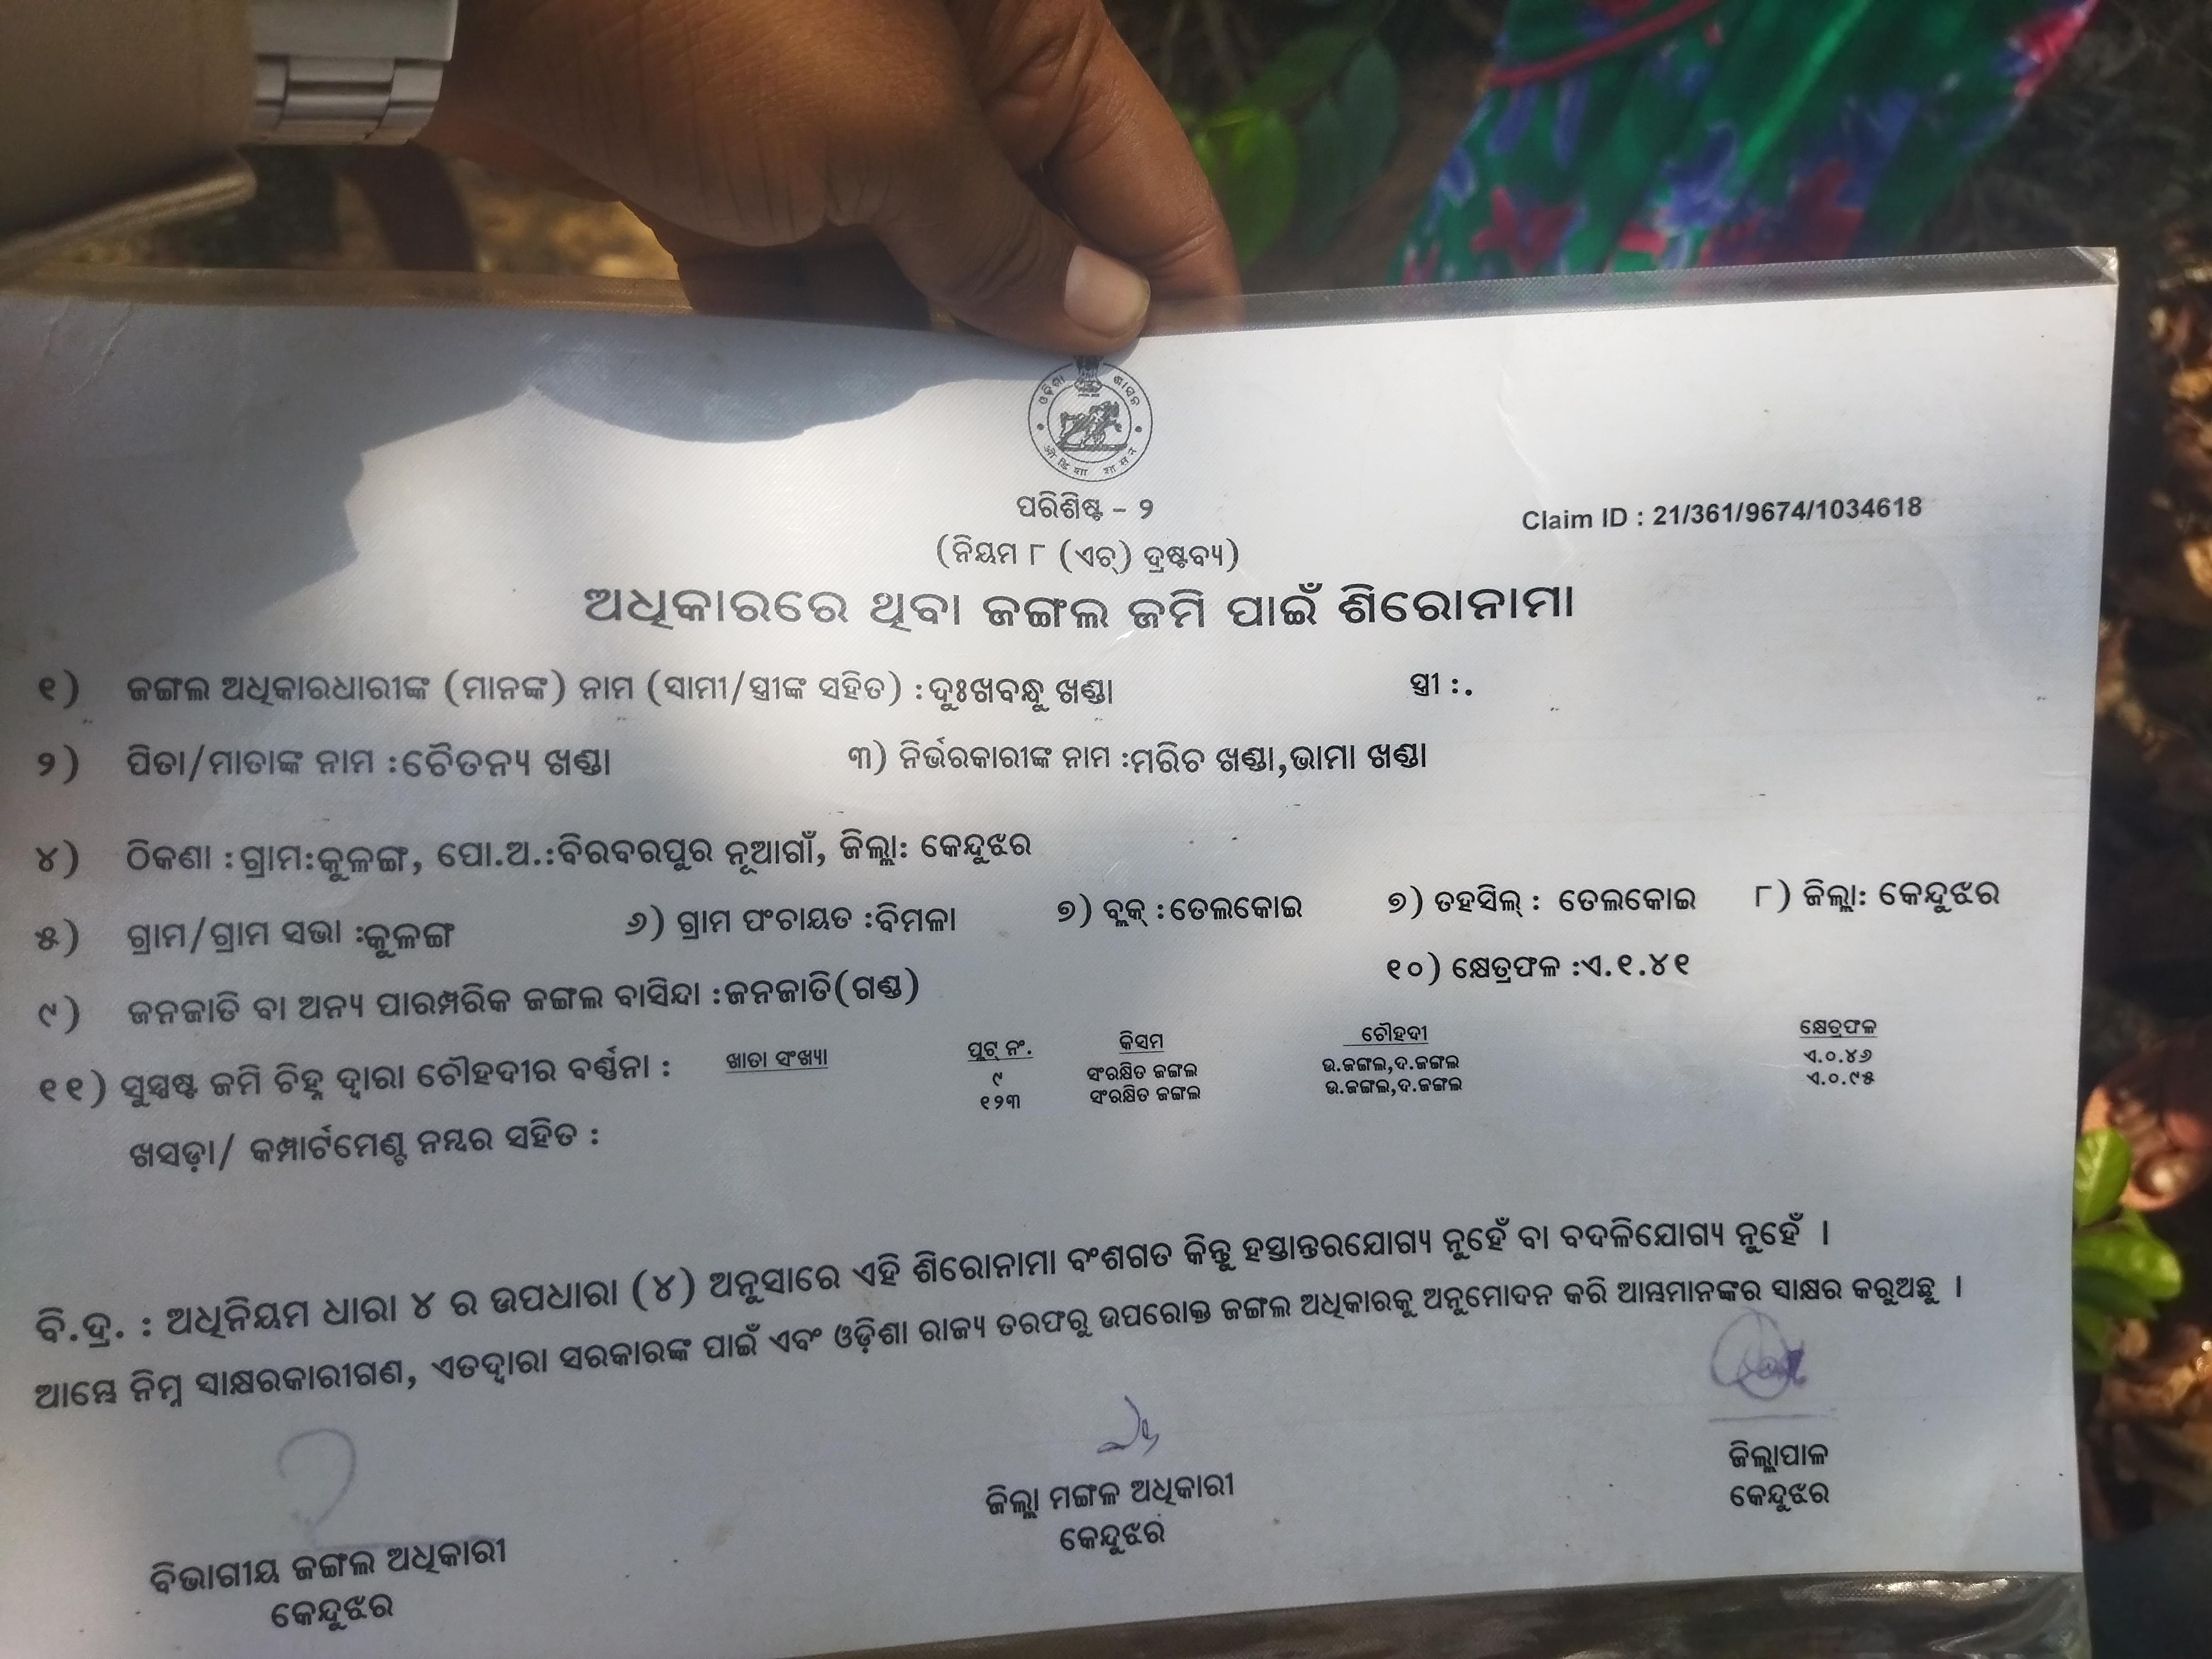 ଓଡ଼ିଶା ଶାସନ
ओडिशा शासन
ପରିଶିଷ୍ଟ - ୨
Claim ID : 21/361/9674/1034618
(ନିୟମ ୮ (ଏଚ୍) ଦ୍ରଷ୍ଟବ୍ୟ)
ଅଧିକାରରେ ଥିବା ଜଙ୍ଗଲ ଜମି ପାଇଁ ଶିରୋନାମା
୧) ଜଙ୍ଗଲ ଅଧିକାରଧାରୀଙ୍କ (ମାନଙ୍କ) ନାମ (ସାମୀ/ସ୍ତ୍ରୀଙ୍କ ସହିତ) :ଦୁଃଖବନ୍ଧୁ ଖଣ୍ଡା ସ୍ତ୍ରୀ :.
୨) ପିତା/ମାତାଙ୍କ ନାମ :ଚୈତନ୍ୟ ଖଣ୍ଡା ୩) ନିର୍ଭରକାରୀଙ୍କ ନାମ :ମରିଚ ଖଣ୍ଡା,ଭାମା ଖଣ୍ଡା
୪) ଠିକଣା :ଗ୍ରାମ:କୁଳଙ୍ଗ, ପୋ.ଅ.:ବିରବରପୁର ନୂଆଗାଁ, ଜିଲ୍ଲା: କେନ୍ଦୁଝର
୫) ଗ୍ରାମ/ଗ୍ରାମ ସଭା :କୁଳଙ୍ଗ ୬) ଗ୍ରାମ ପଂଚାୟତ :ବିମଳା ୭) ବ୍ଲକ୍ :ତେଲକୋଇ ୭) ତହସିଲ୍ : ତେଲକୋଇ ୮) ଜିଲ୍ଲା: କେନ୍ଦୁଝର
୯) ଜନଜାତି ବା ଅନ୍ୟ ପାରମ୍ପରିକ ଜଙ୍ଗଲ ବାସିନ୍ଦା :ଜନଜାତି(ଗଣ୍ଡ) ୧୦) କ୍ଷେତ୍ରଫଳ :ଏ.୧.୪୧
୧୧) ସୁସ୍ପଷ୍ଟ ଜମି ଚିହ୍ନ ଦ୍ୱାରା ଚୌହଦୀର ବର୍ଣ୍ଣନା : ଖାତା ସଂଖ୍ୟା ପ୍ଲଟ୍ ନଂ. କିସମ ଚୌହଦୀ କ୍ଷେତ୍ରଫଳ
୯ ସଂରକ୍ଷିତ ଜଙ୍ଗଲ ଉ.ଜଙ୍ଗଲ,ଦ.ଜଙ୍ଗଲ ଏ.୦.୪୬
୧୨୩ ସଂରକ୍ଷିତ ଜଙ୍ଗଲ ଉ.ଜଙ୍ଗଲ,ଦ.ଜଙ୍ଗଲ ଏ.୦.୯୫
ଖସଡ଼ା/ କମ୍ପାର୍ଟମେଣ୍ଟ ନମ୍ବର ସହିତ :
ବି.ଦ୍ର. : ଅଧିନିୟମ ଧାରା ୪ ର ଉପଧାରା (୪) ଅନୁସାରେ ଏହି ଶିରୋନାମା ବଂଶଗତ କିନ୍ତୁ ହସ୍ତାନ୍ତରଯୋଗ୍ୟ ନୁହେଁ ବା ବଦଳିଯୋଗ୍ୟ ନୁହେଁ ।
ଆମ୍ଭେ ନିମ୍ନ ସାକ୍ଷରକାରୀଗଣ, ଏତଦ୍ୱାରା ସରକାରଙ୍କ ପାଇଁ ଏବଂ ଓଡ଼ିଶା ରାଜ୍ୟ ତରଫରୁ ଉପରୋକ୍ତ ଜଙ୍ଗଲ ଅଧିକାରକୁ ଅନୁମୋଦନ କରି ଆମ୍ଭମାନଙ୍କର ସାକ୍ଷର କରୁଅଛୁ ।
ବିଭାଗୀୟ ଜଙ୍ଗଲ ଅଧିକାରୀ
କେନ୍ଦୁଝର
ଜିଲ୍ଲା ମଙ୍ଗଳ ଅଧିକାରୀ
କେନ୍ଦୁଝର
ଜିଲ୍ଲାପାଳ
କେନ୍ଦୁଝର